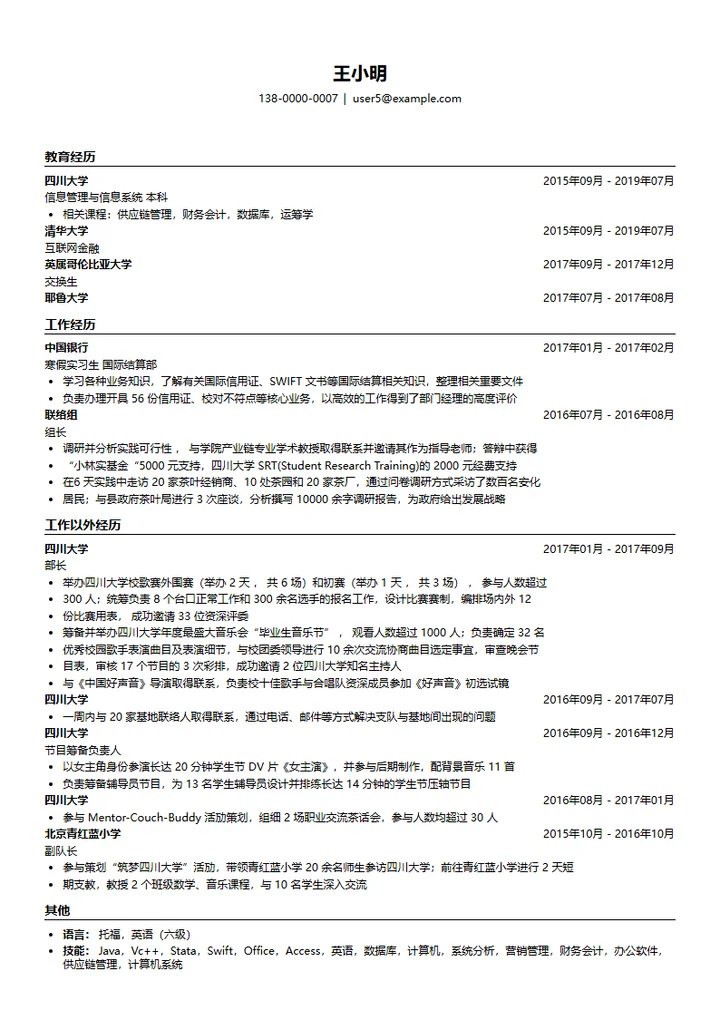 王小明
138-0000-0007 | user5@example.com
教育经历
四川大学 2015年09月 - 2019年07月
信息管理与信息系统 本科
• 相关课程：供应链管理，财务会计，数据库，运筹学
清华大学 2015年09月 - 2019年07月
互联网金融
英属哥伦比亚大学 2017年09月 - 2017年12月
交换生
耶鲁大学 2017年07月 - 2017年08月
工作经历
中国银行 2017年01月 - 2017年02月
寒假实习生 国际结算部
• 学习各种业务知识，了解有关国际信用证、SWIFT 文书等国际结算相关知识，整理相关重要文件
• 负责办理开具 56 份信用证、校对不符点等核心业务，以高效的工作得到了部门经理的高度评价
联络组 2016年07月 - 2016年08月
组长
• 调研并分析实践可行性 ， 与学院产业链专业学术教授取得联系并邀请其作为指导老师；答辩中获得
• “小林实基金 “5000 元支持，四川大学 SRT(Student Research Training)的 2000 元经费支持
• 在6 天实践中走访 20 家茶叶经销商、10 处茶园和 20 家茶厂，通过问卷调研方式采访了数百名安化
• 居民；与县政府茶叶局进行 3 次座谈，分析撰写 10000 余字调研报告，为政府给出发展战略
工作以外经历
四川大学 2017年01月 - 2017年09月
部长
• 举办四川大学校歌赛外围赛（举办 2 天 ， 共 6 场）和初赛（举办 1 天 ， 共 3 场） ， 参与人数超过
• 300 人；统筹负责 8 个台口正常工作和 300 余名选手的报名工作，设计比赛赛制，编排场内外 12
• 份比赛用表， 成功邀请 33 位资深评委
• 筹备并举办四川大学年度最盛大音乐会“毕业生音乐节” ， 观看人数超过 1000 人；负责确定 32 名
• 优秀校园歌手表演曲目及表演细节，与校团委领导进行 10 余次交流协商曲目选定事宜，审查晚会节
• 目表，审核 17 个节目的 3 次彩排，成功邀请 2 位四川大学知名主持人
• 与《中国好声音》导演取得联系，负责校十佳歌手与合唱队资深成员参加《好声音》初选试镜
四川大学 2016年09月 - 2017年07月
• 一周内与 20 家基地联络人取得联系，通过电话、邮件等方式解决支队与基地间出现的问题
四川大学 2016年09月 - 2016年12月
节目筹备负责人
• 以女主角身份参演长达 20 分钟学生节 DV 片《女主演》，并参与后期制作，配背景音乐 11 首
• 负责筹备辅导员节目，为 13 名学生辅导员设计并排练长达 14 分钟的学生节压轴节目
四川大学 2016年08月 - 2017年01月
• 参与 Mentor-Couch-Buddy 活动策划，组细 2 场职业交流茶话会，参与人数均超过 30 人
北京青红蓝小学 2015年10月 - 2016年10月
副队长
• 参与策划“筑梦四川大学”活动，带领青红蓝小学 20 余名师生参访四川大学；前往青红蓝小学进行 2 天短
• 期支教，教授 2 个班级数学、音乐课程，与 10 名学生深入交流
其他
• 语言： 托福，英语（六级）
• 技能： Java，Vc++，Stata，Swift，Office，Access，英语，数据库，计算机，系统分析，营销管理，财务会计，办公软件，
供应链管理，计算机系统